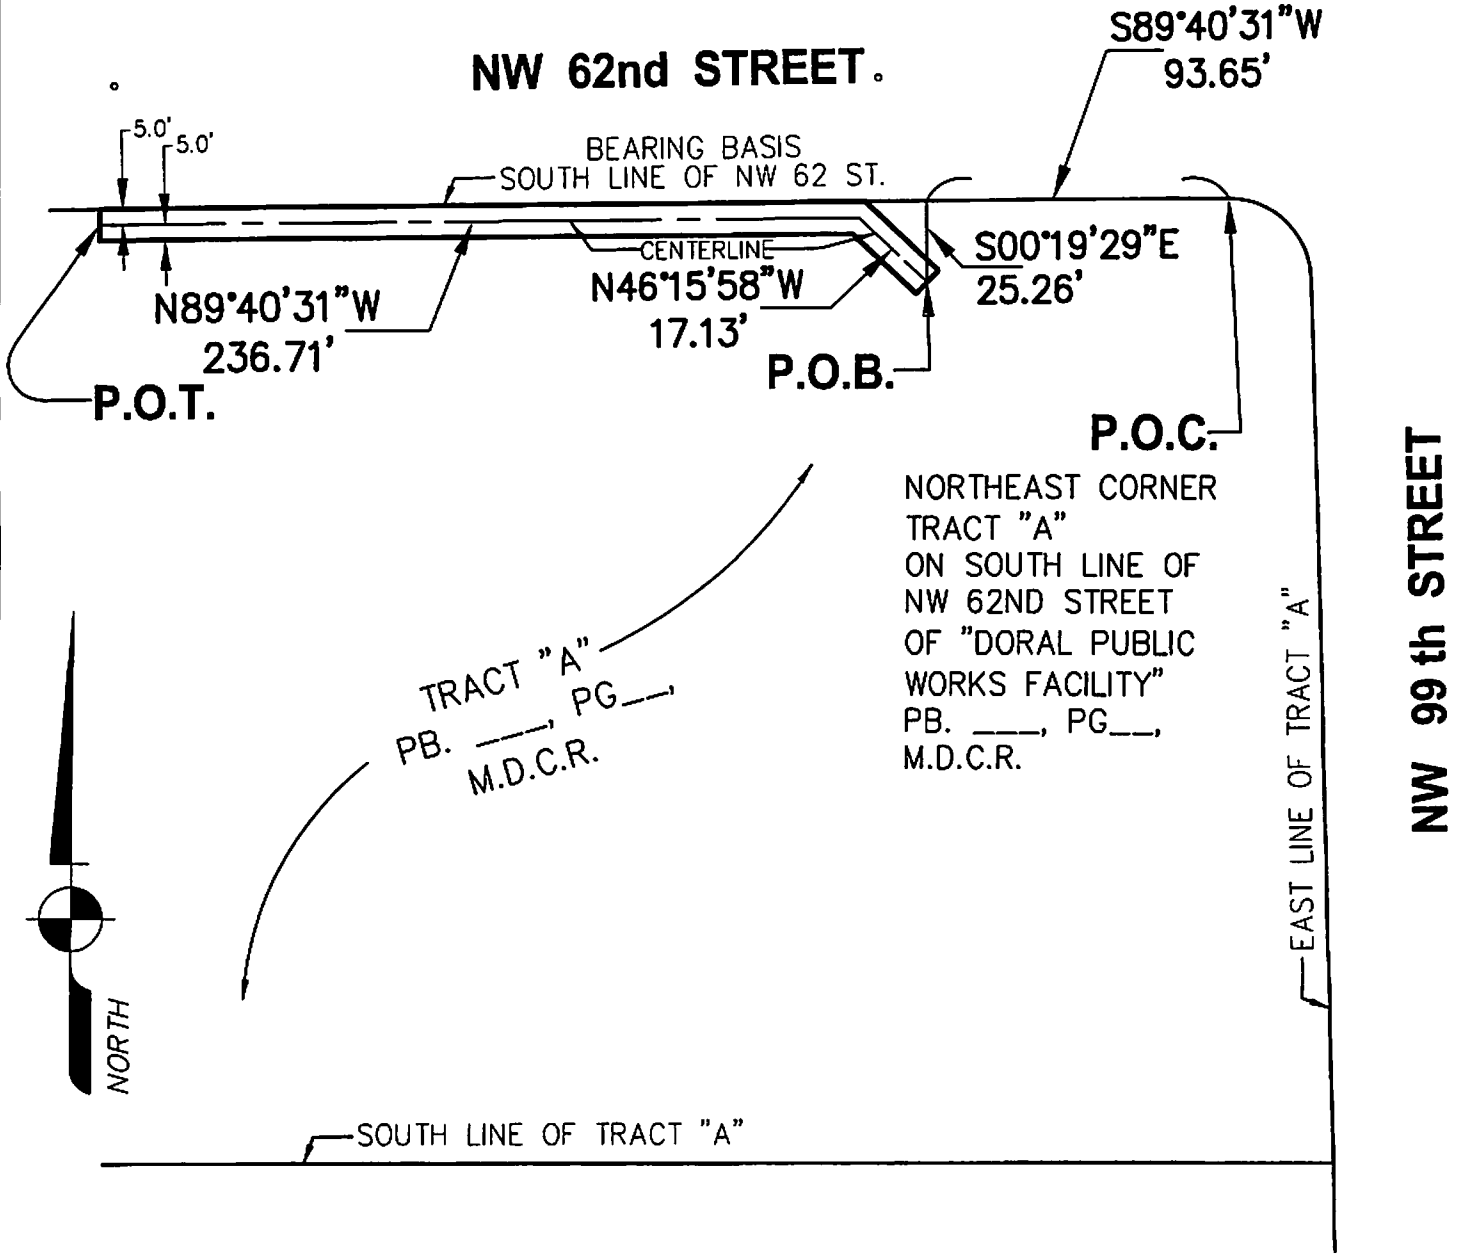 S89°40'31"W
93.65'
NW 62nd STREET
5.0'
5.0'
BEARING BASIS
SOUTH LINE OF NW 62 ST.
CENTERLINE
S00°19'29"E
25.26'
N89°40'31"W
236.71'
N46°15'58"W
17.13'
P.O.B.
P.O.T.
P.O.C.
NORTHEAST CORNER
TRACT "A"
ON SOUTH LINE OF
NW 62ND STREET
OF "DORAL PUBLIC
WORKS FACILITY"
PB. ___, PG__,
M.D.C.R.
TRACT "A"
PB. ___, PG__,
M.D.C.R.
EAST LINE OF TRACT "A"
NW 99 th STREET
NORTH
SOUTH LINE OF TRACT "A"